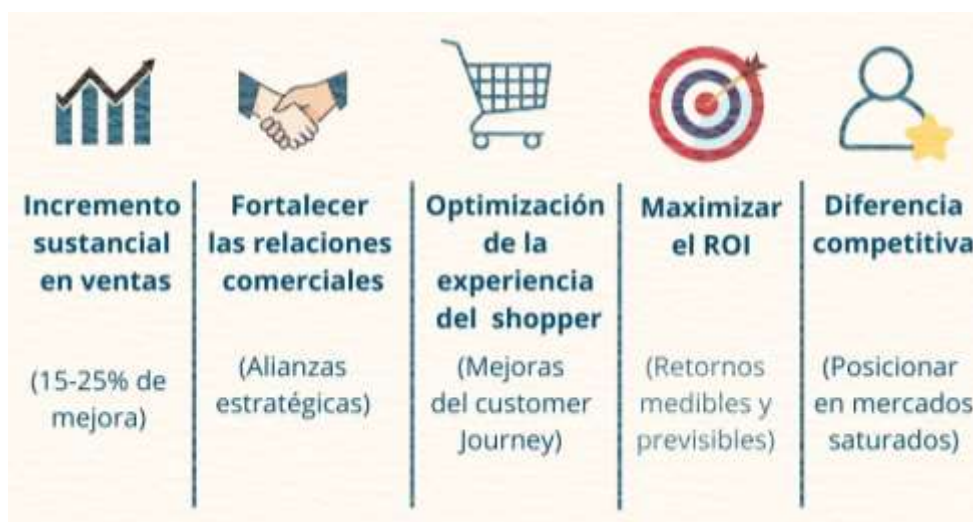 Incremento
sustancial
en ventas
(15-25% de
mejora)
Fortalecer
las relaciones
comerciales
(Alianzas
estratégicas)
Optimización
de la
experiencia
del shopper
(Mejoras
del customer
Journey)
Maximizar
el ROI
(Retornos
medibles y
previsibles)
Diferencia
competitiva
(Posicionar
en mercados
saturados)